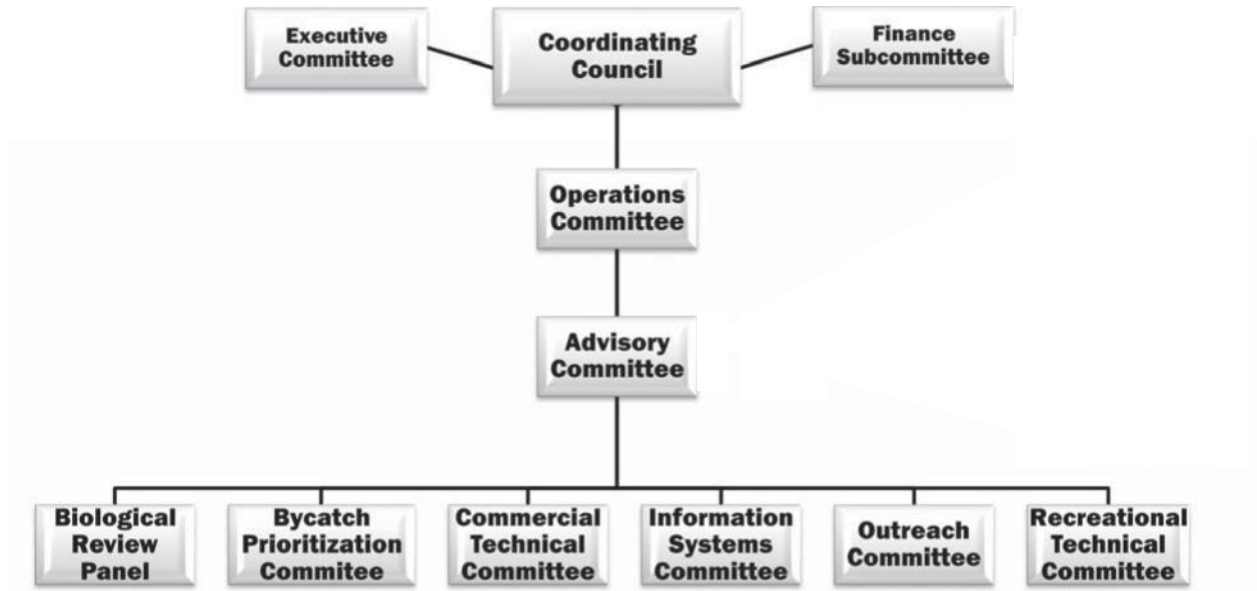 Executive
Committee
Coordinating
Council
Finance
Subcommittee
Operations
Committee
Advisory
Committee
Biological
Review
Panel
Bycatch
Prioritization
Commitee
Commercial
Technical
Committee
Information
Systems
Committee
Outreach
Committee
Recreational
Technical
Committee